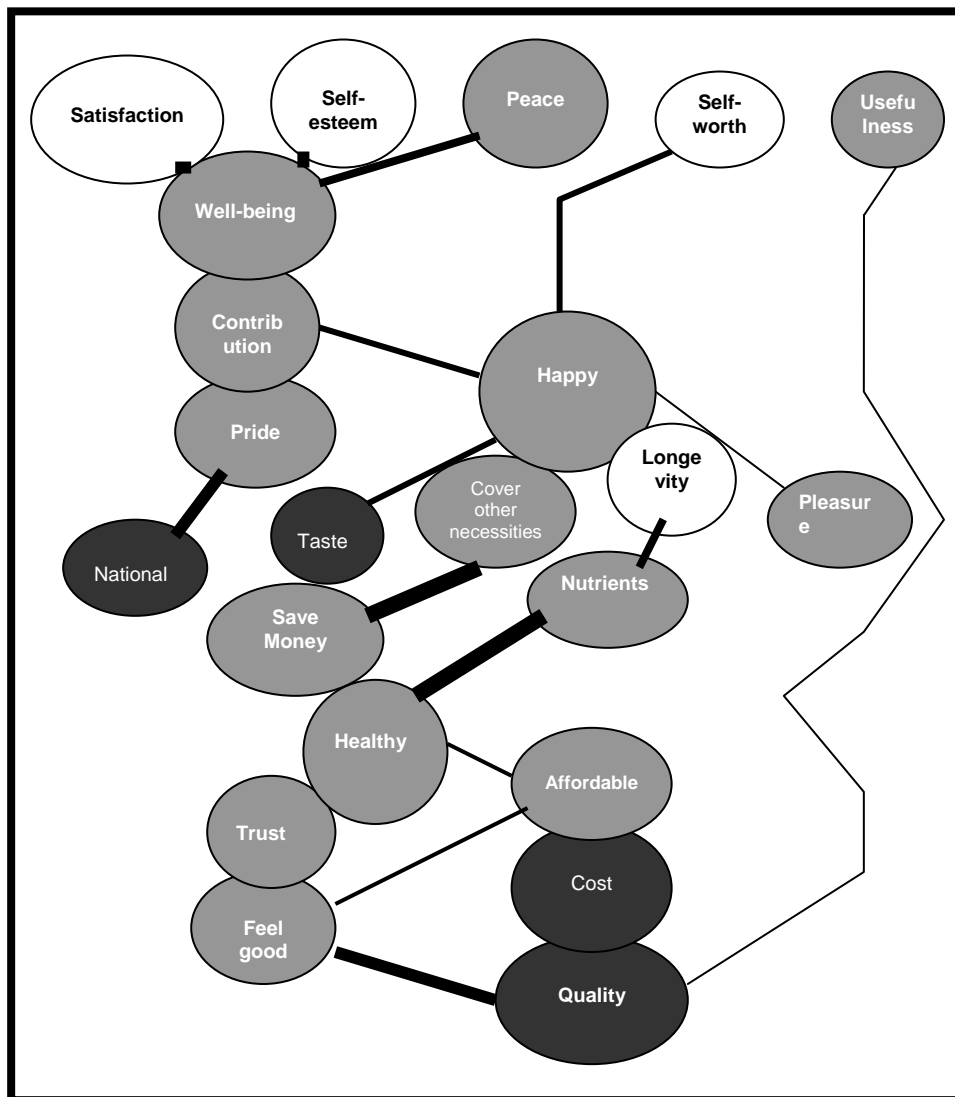 Satisfaction
Self-
esteem
Peace
Self-
worth
Usefu
lness
Well-being
Contrib
ution
Happy
Pride
Longe
vity
Cover
other
necessities
Pleasur
e
Taste
National
Nutrients
Save
Money
Healthy
Affordable
Trust
Cost
Feel
good
Quality